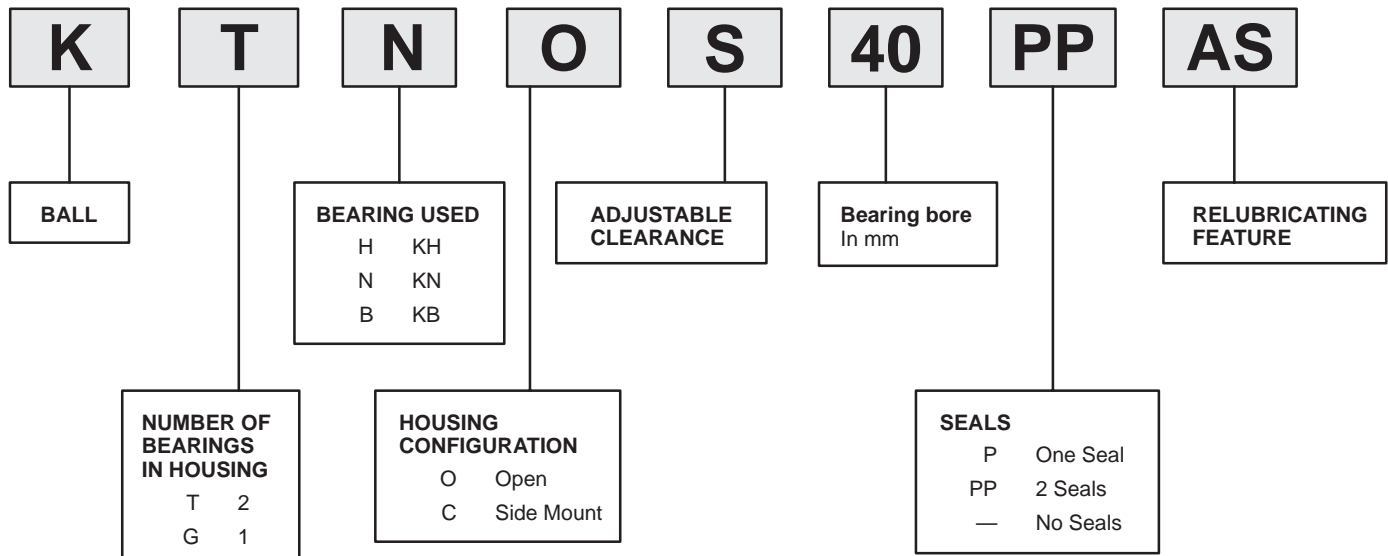 K T N O S 40 PP AS
BALL
BEARING USED
H KH
N KN
B KB
ADJUSTABLE
CLEARANCE
Bearing bore
In mm
RELUBRICATING
FEATURE
NUMBER OF
BEARINGS
IN HOUSING
T 2
G 1
HOUSING
CONFIGURATION
O Open
C Side Mount
SEALS
P One Seal
PP 2 Seals
— No Seals